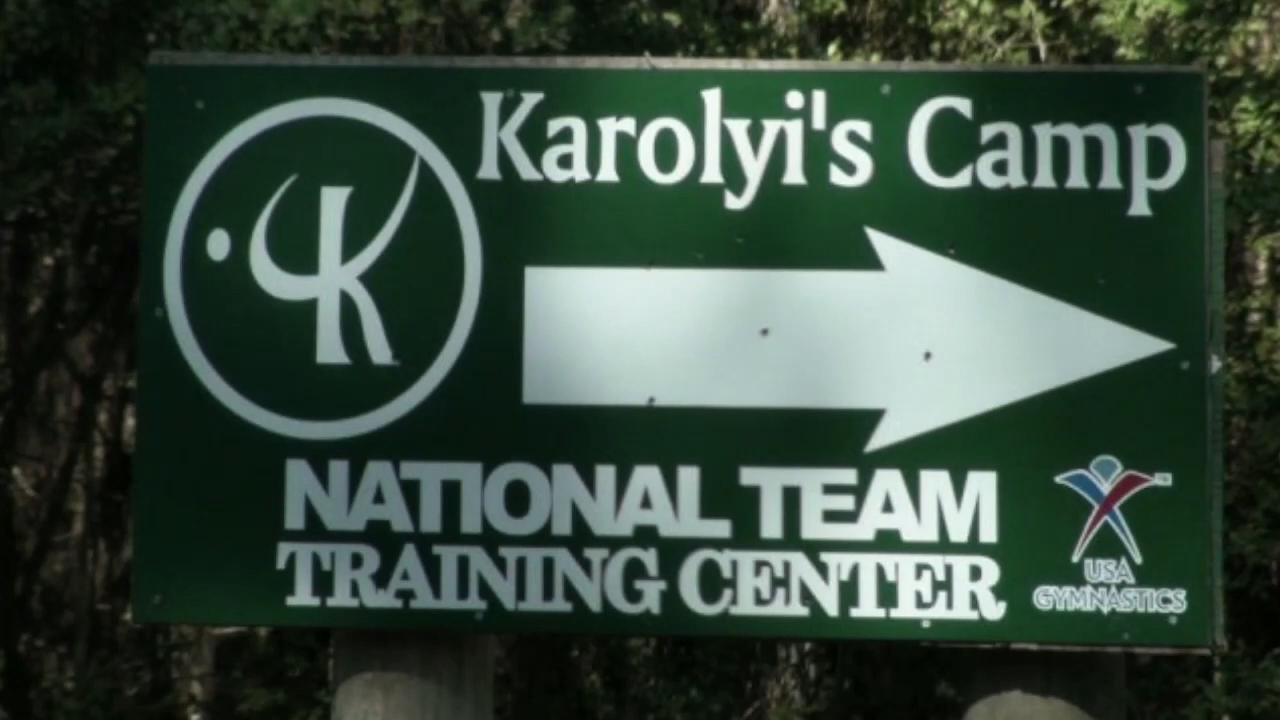 Karolyi's Camp
K
NATIONAL TEAM
TRAINING CENTER
USA
GYMNASTICS